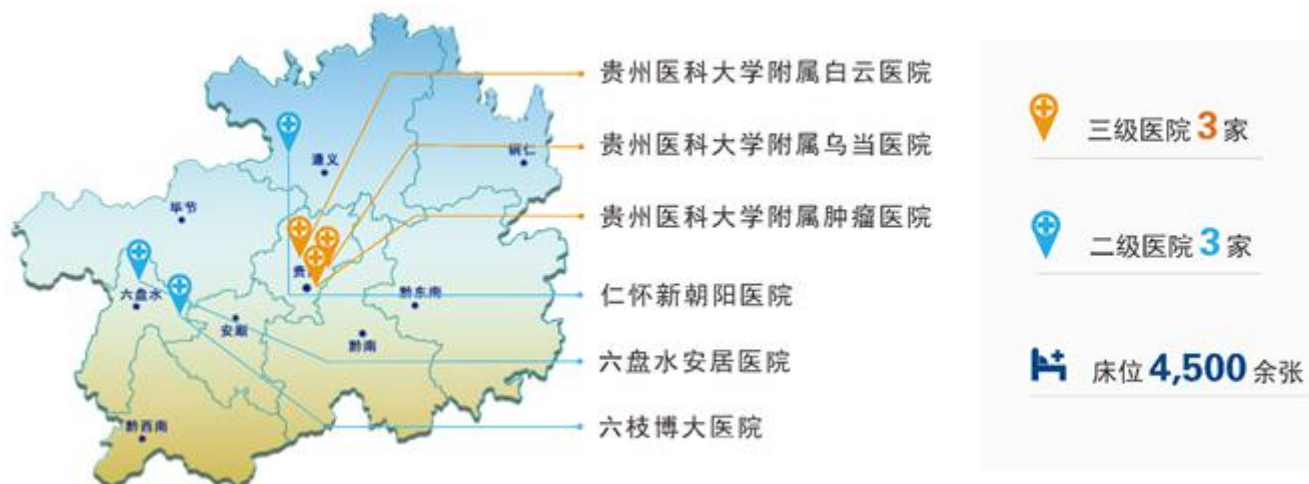 贵州医科大学附属白云医院
贵州医科大学附属乌当医院
贵州医科大学附属肿瘤医院
仁怀新朝阳医院
六盘水安居医院
六枝博大医院
遵义
铜仁
毕节
贵
六盘水
安顺
黔东南
黔南
黔西南
三级医院 3 家
二级医院 3 家
床位 4,500 余张